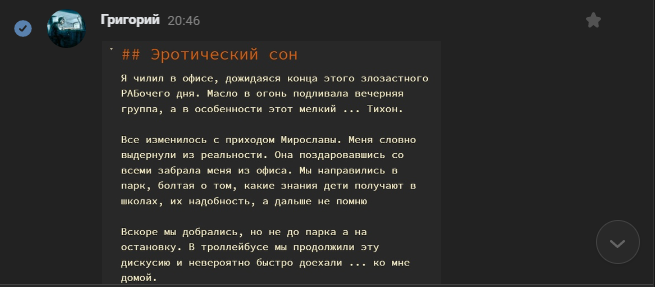 Григорий 20:46
## Эротический сон
Я чилил в офисе, дожидаяся конца этого злозастного
РАБочего дня. Масло в огонь подливала вечерняя
группа, а в особенности этот мелкий ... Тихон.
Все изменилось с приходом Мирославы. Меня словно
выдернули из реальности. Она поздаровавшись со
всеми забрала меня из офиса. Мы направились в
парк, болтая о том, какие знания дети получают в
школах, их надобность, а дальше не помню
Вскоре мы добрались, но не до парка а на
остановку. В троллейбусе мы продолжили эту
дискусию и невероятно быстро доехали ... ко мне
домой.